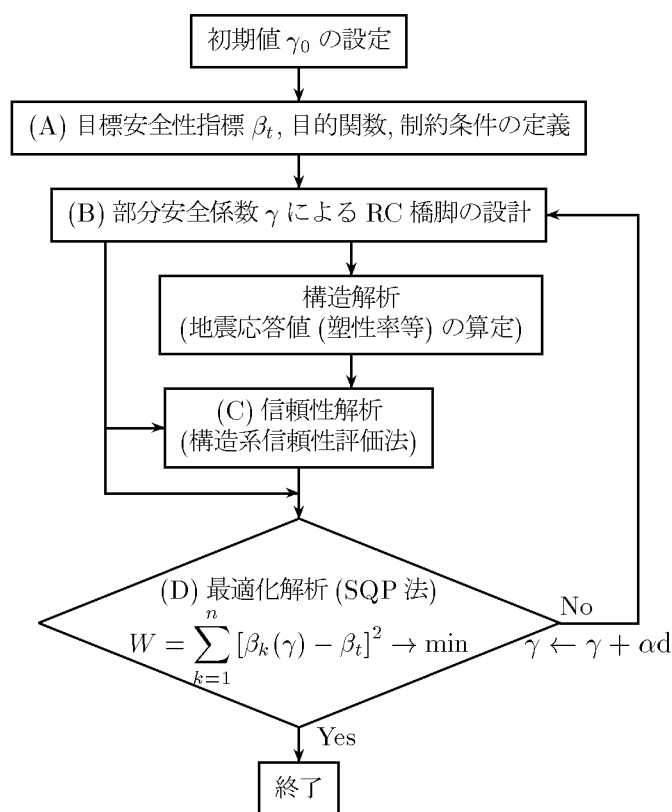 初期値 γ₀ の設定
(A) 目標安全性指標 βₜ, 目的関数, 制約条件の定義
(B) 部分安全係数 γ による RC 橋脚の設計
構造解析
(地震応答値 (塑性率等) の算定)
(C) 信頼性解析
(構造系信頼性評価法)
(D) 最適化解析 (SQP 法)
W = ∑_{k=1}^{n} [βₖ(γ) − βₜ]² → min
No
γ ← γ + αd
Yes
終了